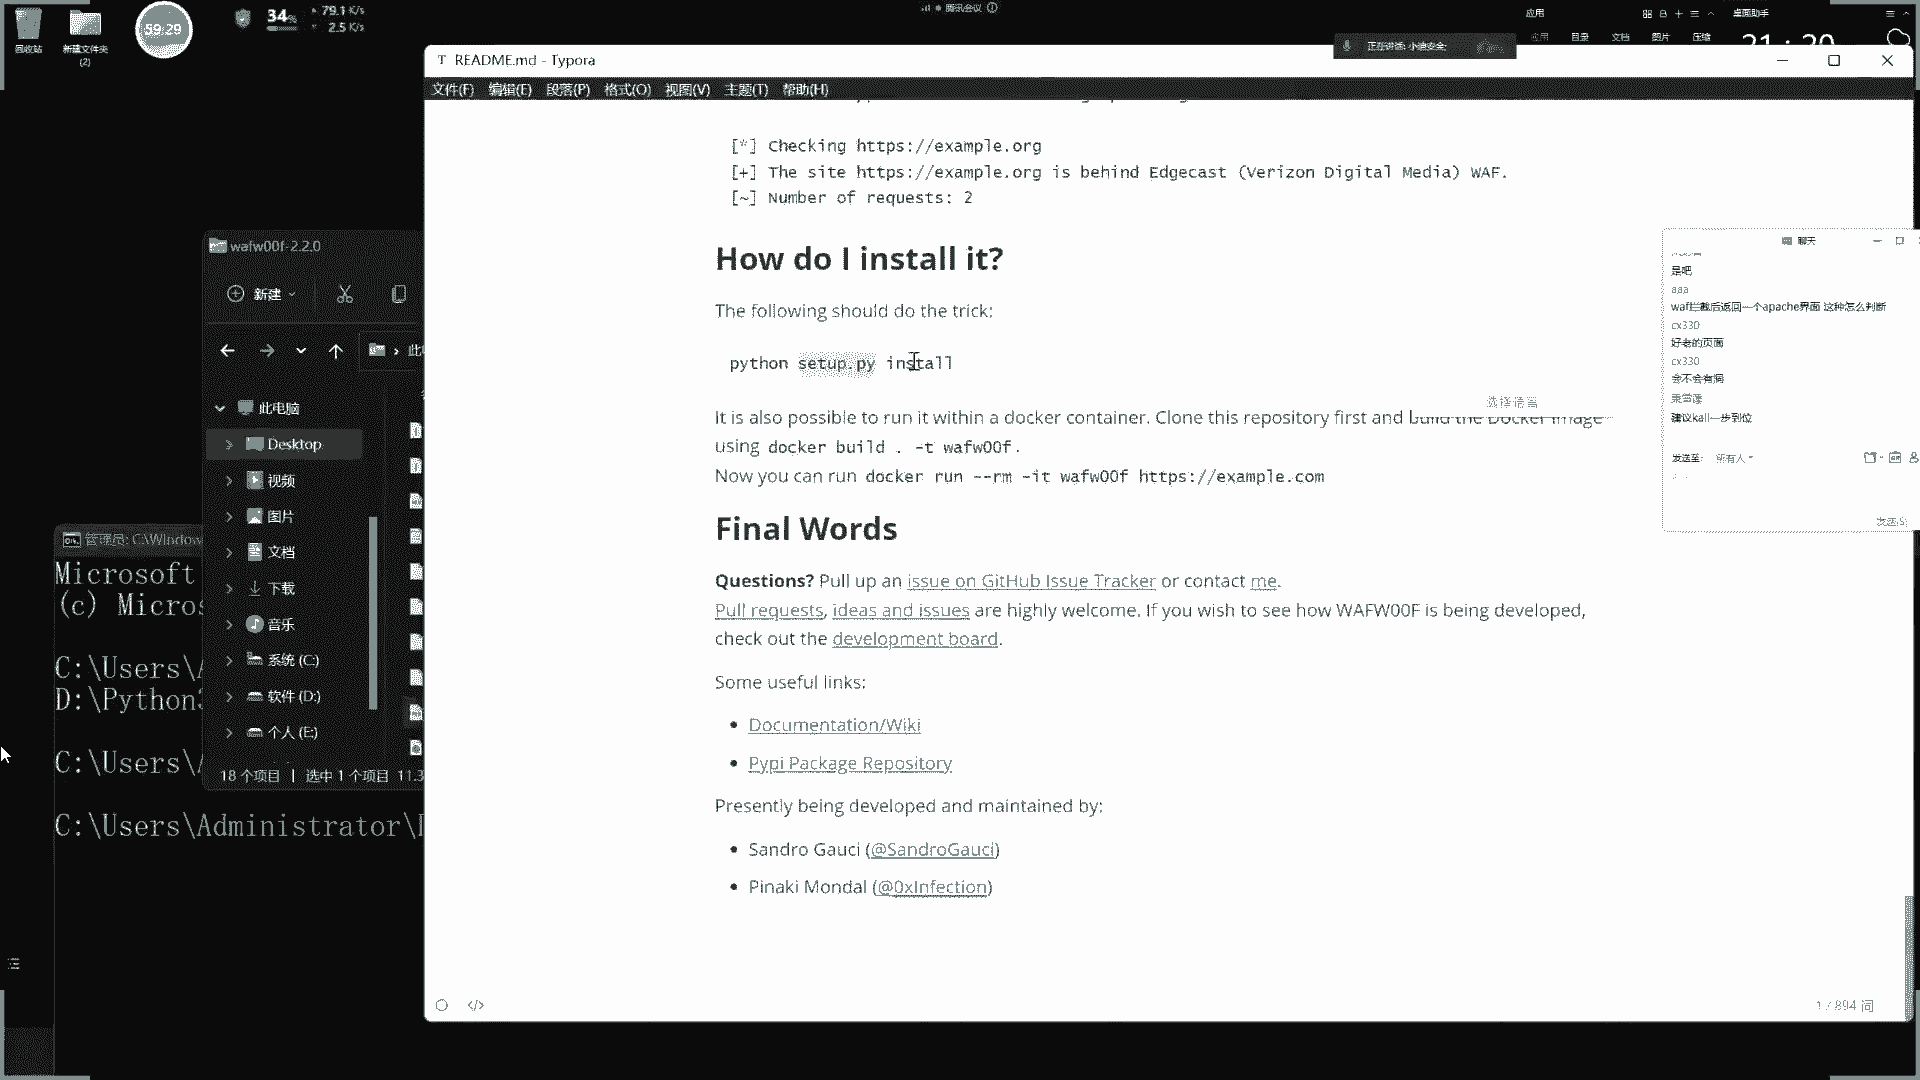 回收站
新建文件夹
(2)
59:29
34%
79.1 K/s
2.5 K/s
腾讯会议
正在讲话: 小迪安全;
应用
桌面助手
应用
目录
文档
图片
压缩
T README.md - Typora
文件(F) 编辑(E) 段落(P) 格式(O) 视图(V) 主题(T) 帮助(H)
[*] Checking https://example.org
[+] The site https://example.org is behind Edgecast (Verizon Digital Media) WAF.
[~] Number of requests: 2
How do I install it?
The following should do the trick:
python setup.py install
选择语言
It is also possible to run it within a docker container. Clone this repository first and build the Docker image
using docker build . -t wafw00f.
Now you can run docker run --rm -it wafw00f https://example.com
Final Words
Questions? Pull up an issue on GitHub Issue Tracker or contact me.
Pull requests, ideas and issues are highly welcome. If you wish to see how WAFW00F is being developed,
check out the development board.
Some useful links:
Documentation/Wiki
Pypi Package Repository
Presently being developed and maintained by:
Sandro Gauci (@SandroGauci)
Pinaki Mondal (@0xInfection)
1 / 894 词
wafw00f-2.2.0
新建
此电脑
Desktop
视频
图片
文档
下载
音乐
系统 (C:)
软件 (D:)
个人 (E:)
18 个项目 | 选中 1 个项目 11.3
管理员: C:\Window
Microsoft
(c) Micros
C:\Users\A
D:\Python3
C:\Users\A
C:\Users\Administrator\
聊天
是吧
aaa
waf拦截后返回一个apache界面 这种怎么判断
cx330
好老的页面
cx330
会不会有洞
建议kali一步到位
发送至: 所有人
发送(S)